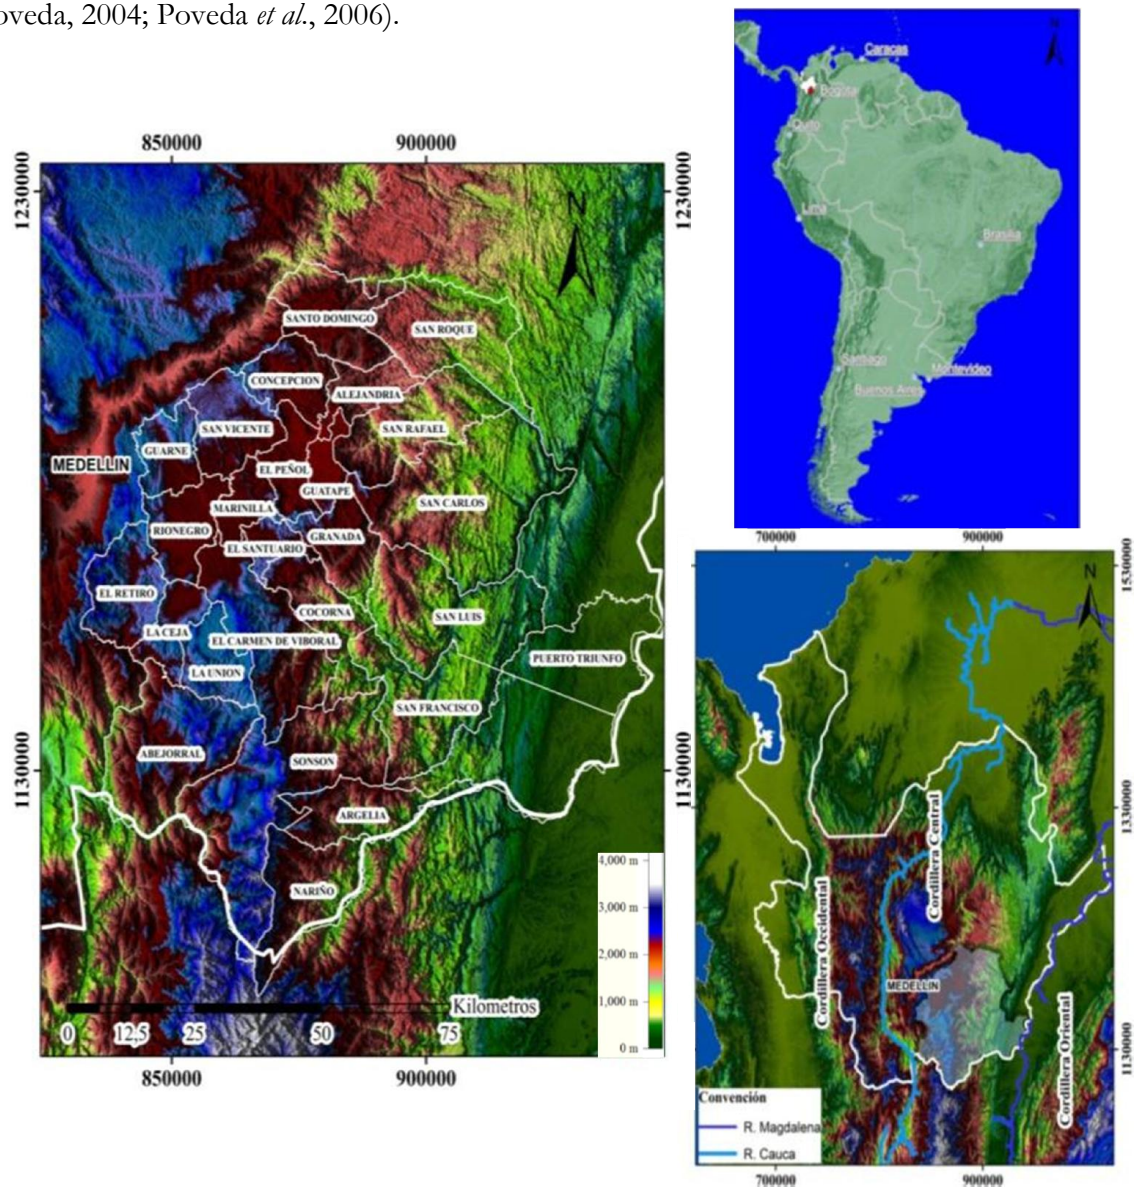 oveda, 2004; Poveda et al., 2006).
850000
900000
1230000
1230000
N
SANTO DOMINGO
SAN ROQUE
CONCEPCION
ALEJANDRIA
SAN VICENTE
SAN RAFAEL
GUARNE
MEDELLIN
EL PEÑOL
GUATAPE
SAN CARLOS
MARINILLA
RIONEGRO
GRANADA
EL SANTUARIO
EL RETIRO
COCORNA
SAN LUIS
LA CEJA
EL CARMEN DE VIBORAL
PUERTO TRIUNFO
LA UNION
SAN FRANCISCO
ABEJORRAL
SONSON
1130000
1130000
ARGELIA
NARIÑO
4,000 m
3,000 m
2,000 m
1,000 m
0 m
Kilometros
0
12,5
25
50
75
850000
900000
Caracas
Bogota
Quito
Lima
Brasilia
Santiago
Montevideo
Buenos Aires
700000
900000
1530000
N
1330000
Cordillera Central
Cordillera Occidental
MEDELLIN
Cordillera Oriental
1130000
Convención
R. Magdalena
R. Cauca
700000
900000